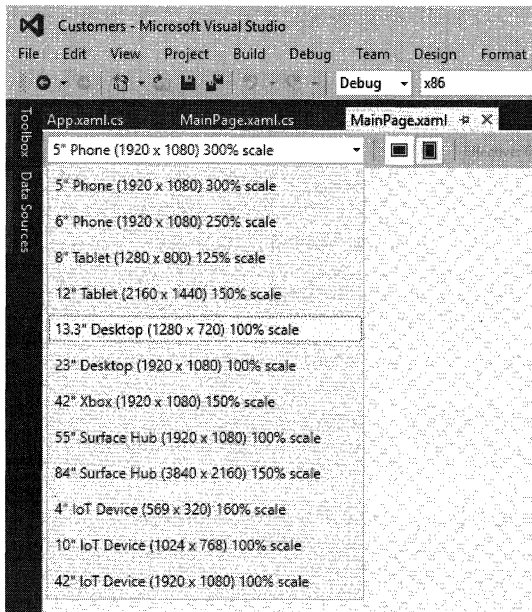 Customers - Microsoft Visual Studio
File Edit View Project Build Debug Team Design Format
Debug x86
Toolbox Data Sources
App.xaml.cs MainPage.xaml.cs MainPage.xaml
5" Phone (1920 x 1080) 300% scale
5" Phone (1920 x 1080) 300% scale
6" Phone (1920 x 1080) 250% scale
8" Tablet (1280 x 800) 125% scale
12" Tablet (2160 x 1440) 150% scale
13.3" Desktop (1280 x 720) 100% scale
23" Desktop (1920 x 1080) 100% scale
42" Xbox (1920 x 1080) 150% scale
55" Surface Hub (1920 x 1080) 100% scale
84" Surface Hub (3840 x 2160) 150% scale
4" IoT Device (569 x 320) 160% scale
10" IoT Device (1024 x 768) 100% scale
42" IoT Device (1920 x 1080) 100% scale